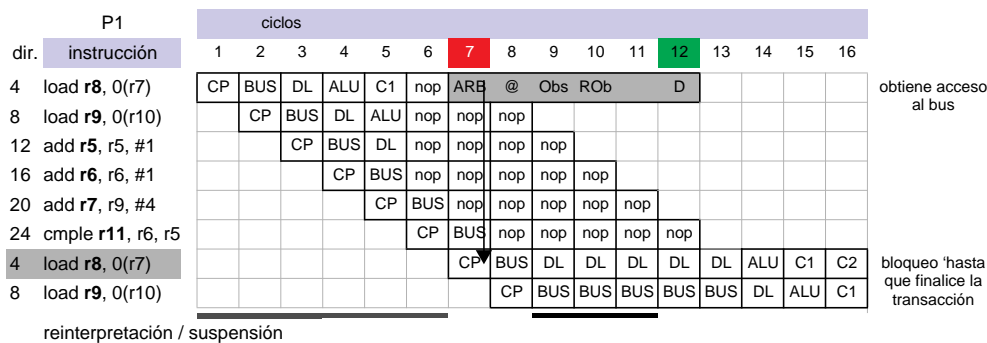 P1 ciclos
dir. instrucción 1 2 3 4 5 6 7 8 9 10 11 12 13 14 15 16
4 load r8, 0(r7) CP BUS DL ALU C1 nop ARB @ Obs ROb D obtiene acceso
al bus
8 load r9, 0(r10) CP BUS DL ALU nop nop nop
12 add r5, r5, #1 CP BUS DL nop nop nop nop
16 add r6, r6, #1 CP BUS nop nop nop nop nop
20 add r7, r9, #4 CP BUS nop nop nop nop nop
24 cmple r11, r6, r5 CP BUS nop nop nop nop nop
4 load r8, 0(r7) CP BUS DL DL DL DL DL ALU C1 C2 bloqueo ‘hasta
que finalice la
8 load r9, 0(r10) CP BUS BUS BUS BUS BUS DL ALU C1 transacción
reinterpretación / suspensión